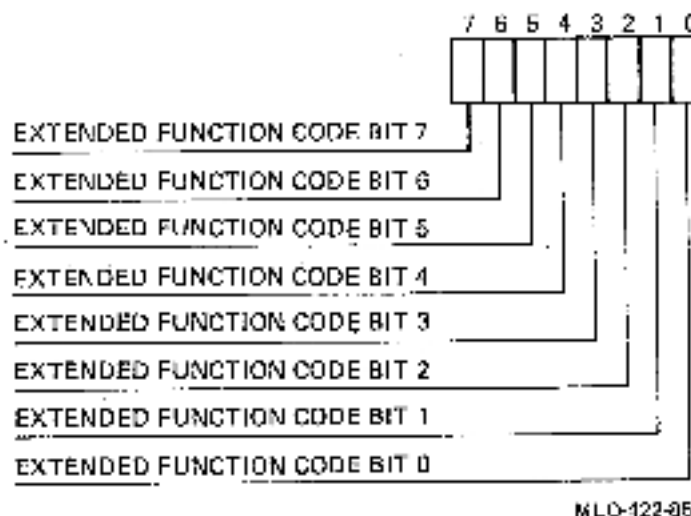 7 6 5 4 3 2 1 0
EXTENDED FUNCTION CODE BIT 7
EXTENDED FUNCTION CODE BIT 6
EXTENDED FUNCTION CODE BIT 5
EXTENDED FUNCTION CODE BIT 4
EXTENDED FUNCTION CODE BIT 3
EXTENDED FUNCTION CODE BIT 2
EXTENDED FUNCTION CODE BIT 1
EXTENDED FUNCTION CODE BIT 0
MLO-422-85